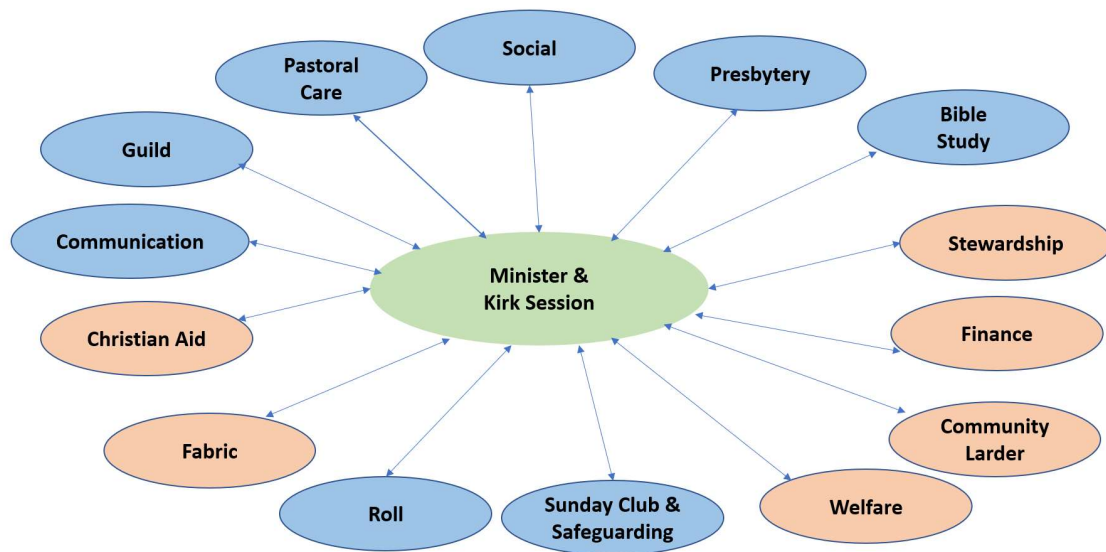 Social
Pastoral
Care
Presbytery
Bible
Study
Guild
Communication
Stewardship
Minister &
Kirk Session
Christian Aid
Finance
Fabric
Community
Larder
Roll
Sunday Club &
Safeguarding
Welfare